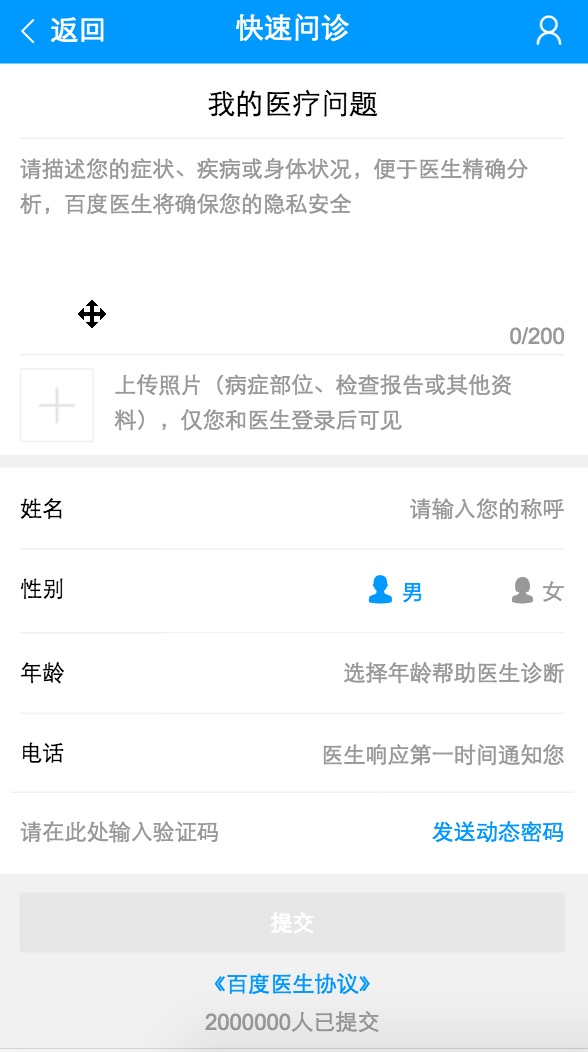 返回
快速问诊
我的医疗问题
请描述您的症状、疾病或身体状况，便于医生精确分
析，百度医生将确保您的隐私安全
0/200
上传照片（病症部位、检查报告或其他资
料），仅您和医生登录后可见
姓名 请输入您的称呼
性别 男 女
年龄 选择年龄帮助医生诊断
电话 医生响应第一时间通知您
请在此处输入验证码 发送动态密码
提交
《百度医生协议》
2000000人已提交